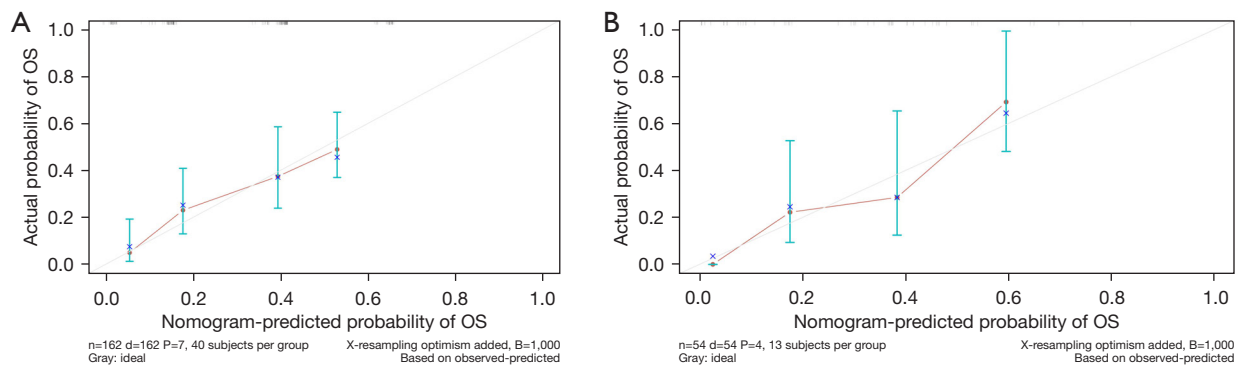 A
Actual probability of OS
1.0
0.8
0.6
0.4
0.2
0.0
0.0 0.2 0.4 0.6 0.8 1.0
Nomogram-predicted probability of OS
n=162 d=162 P=7, 40 subjects per group X-resampling optimism added, B=1,000
Gray: ideal Based on observed-predicted
B
Actual probability of OS
1.0
0.8
0.6
0.4
0.2
0.0
0.0 0.2 0.4 0.6 0.8 1.0
Nomogram-predicted probability of OS
n=54 d=54 P=4, 13 subjects per group X-resampling optimism added, B=1,000
Gray: ideal Based on observed-predicted